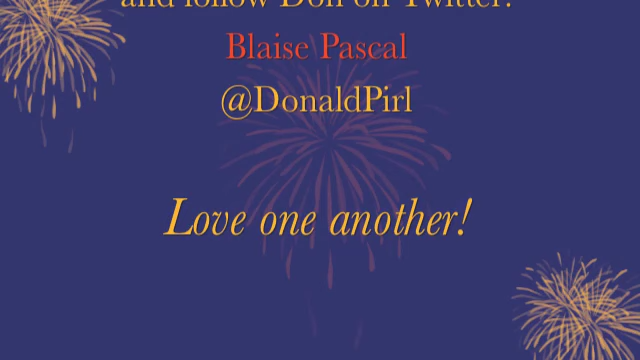 and follow Don on Twitter:
Blaise Pascal
@DonaldPirl
Love one another!